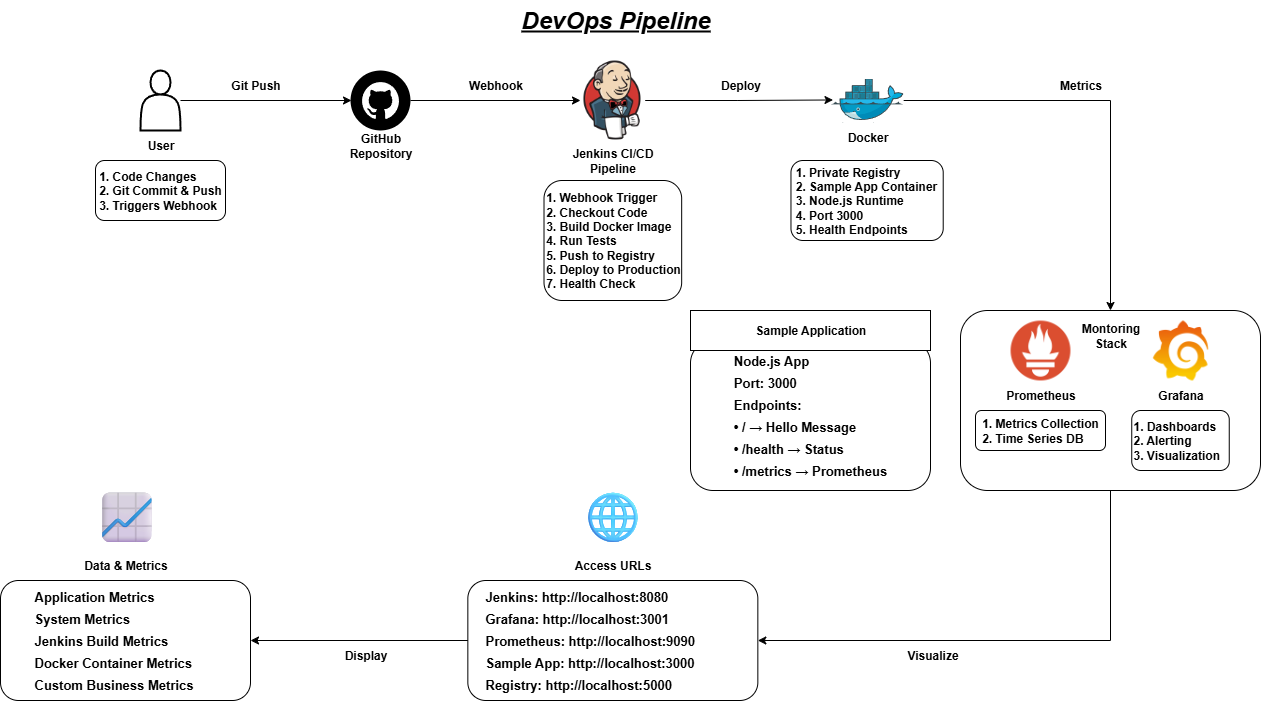 DevOps Pipeline
Git Push
Webhook
Deploy
Metrics
User
GitHub
Repository
Jenkins CI/CD
Pipeline
Docker
1. Code Changes
2. Git Commit & Push
3. Triggers Webhook
1. Webhook Trigger
2. Checkout Code
3. Build Docker Image
4. Run Tests
5. Push to Registry
6. Deploy to Production
7. Health Check
1. Private Registry
2. Sample App Container
3. Node.js Runtime
4. Port 3000
5. Health Endpoints
Sample Application
Node.js App
Port: 3000
Endpoints:
• / → Hello Message
• /health → Status
• /metrics → Prometheus
Montoring
Stack
Prometheus
Grafana
1. Metrics Collection
2. Time Series DB
1. Dashboards
2. Alerting
3. Visualization
Data & Metrics
Application Metrics
System Metrics
Jenkins Build Metrics
Docker Container Metrics
Custom Business Metrics
Display
Access URLs
Jenkins: http://localhost:8080
Grafana: http://localhost:3001
Prometheus: http://localhost:9090
Sample App: http://localhost:3000
Registry: http://localhost:5000
Visualize